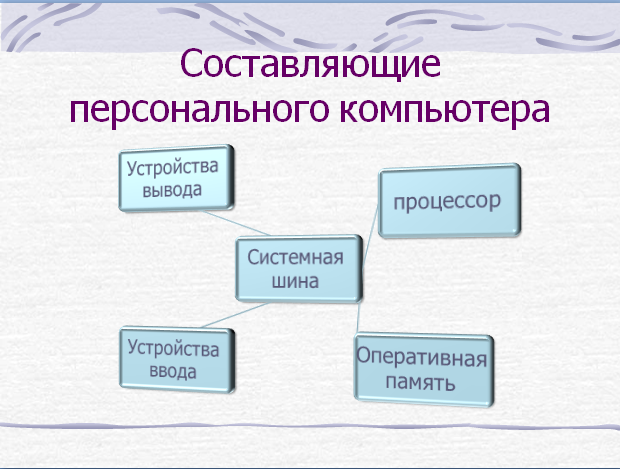 Составляющие
персонального компьютера
Устройства
вывода
процессор
Системная
шина
Устройства
ввода
Оперативная
память